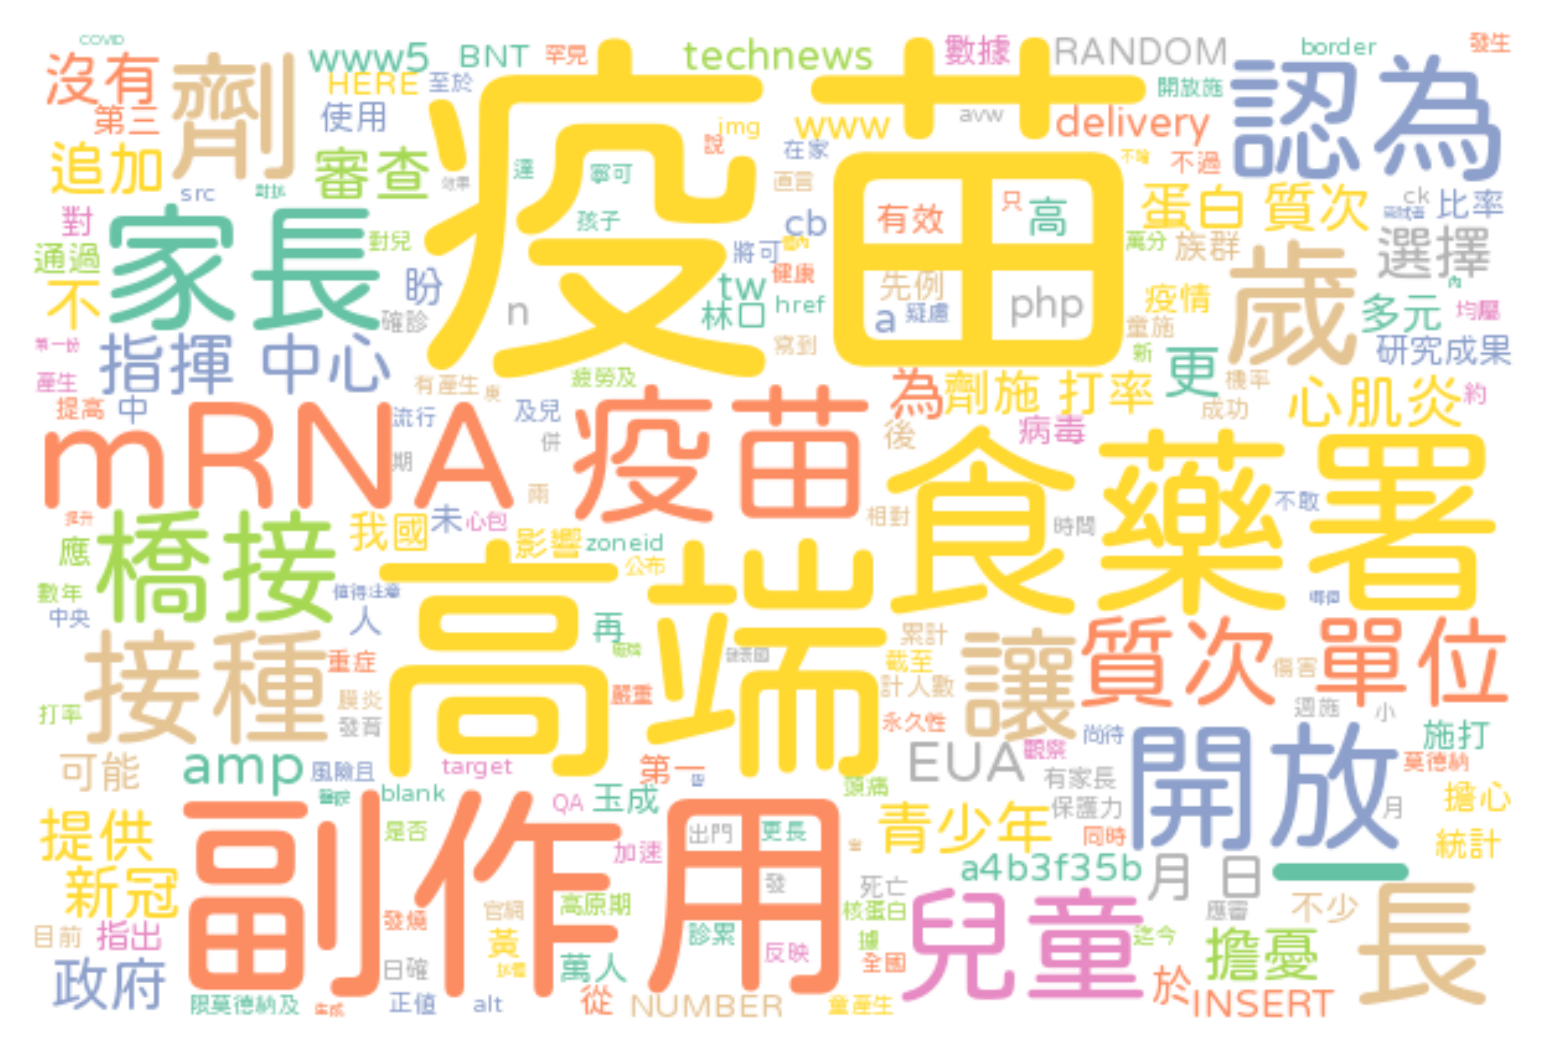 COVID
沒有
劑
www5
BNT
罕見
technews
數據
RANDOM
border
發生
HERE
至於
疫苗
第三
使用
img
www
avw
delivery
開放施
認為
說
在家
不過
追加
審查
達
寧可
直言
src
孩子
有效
只
高
蛋白
質次
ck
比率
對
家長
對兒
cb
將可
萬分
族群
選擇
通過
盼
健康
先例
歲
內
不
tw
href
php
疫情
多元
均屬
確診
n
林口
a
疑慮
童施
第一份
指揮
中心
寫到
新
研究成果
產生
有產生
疲勞及
為
劑施
打率
更
機率
心肌炎
約
提高
中
流行
及兒
成功
mRNA
疫苗
後
病毒
併
期
食藥署
兩
不敢
橋接
我國
未
心包
相對
時間
應
影響
zoneid
公布
數年
值得注意
高端
中央
人
再
累計
接種
重症
截至
讓
質次
單位
嚴重
計人數
傷害
膜炎
打率
發育
永久性
週施
小
尚待
施打
可能
amp
風險且
target
第一
EUA
觀察
開放
莫德納
頭痛
有家長
blank
QA
玉成
保護力
月
擔心
提供
副作用
是否
出門
更長
青少年
同時
統計
加速
新冠
a4b3f35b
月
日
一
發
死亡
發燒
官網
高原期
核蛋白
兒童
應審
不少
長
目前
指出
黃
診累
據
迄今
擔憂
反映
全國
政府
日確
萬人
於
限莫德納及
正值
alt
從
NUMBER
童產生
INSERT